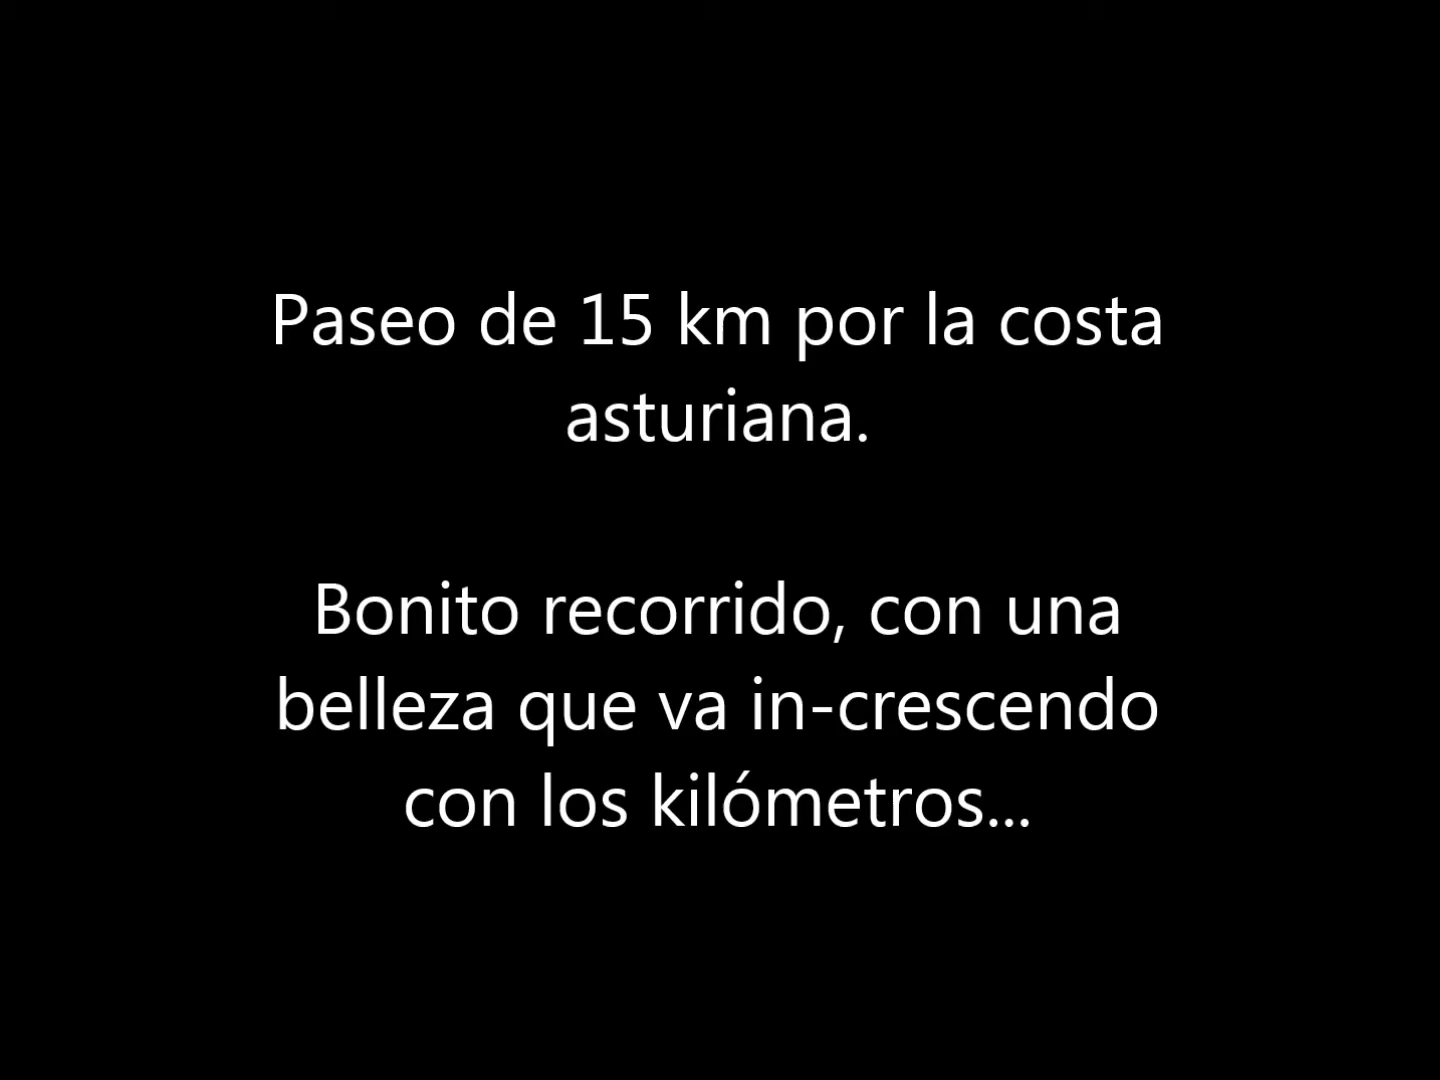 Paseo de 15 km por la costa
asturiana.
Bonito recorrido, con una
belleza que va in-crescendo
con los kilómetros...